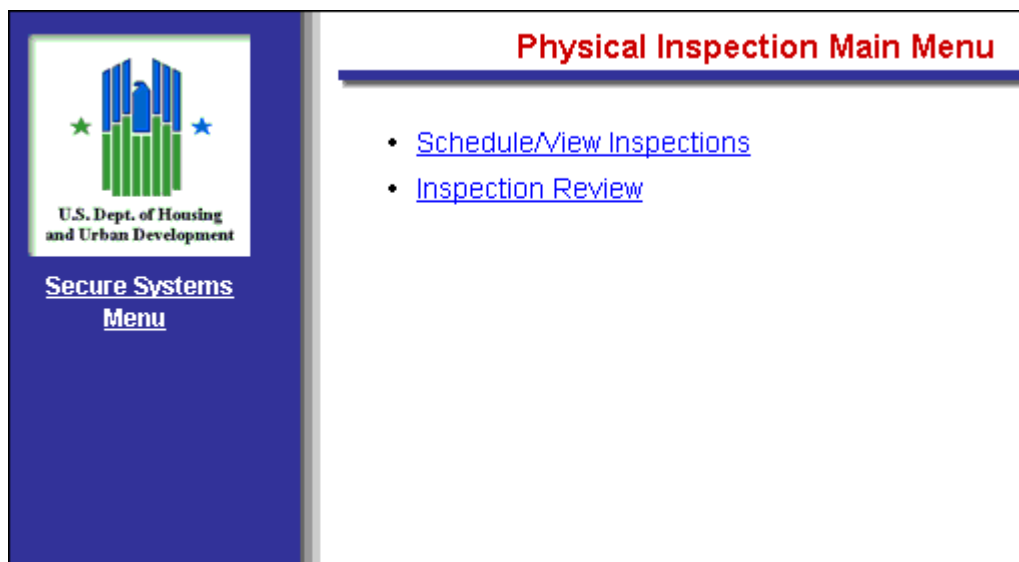 Physical Inspection Main Menu
Schedule/View Inspections
Inspection Review
U.S. Dept. of Housing
and Urban Development
Secure Systems
Menu